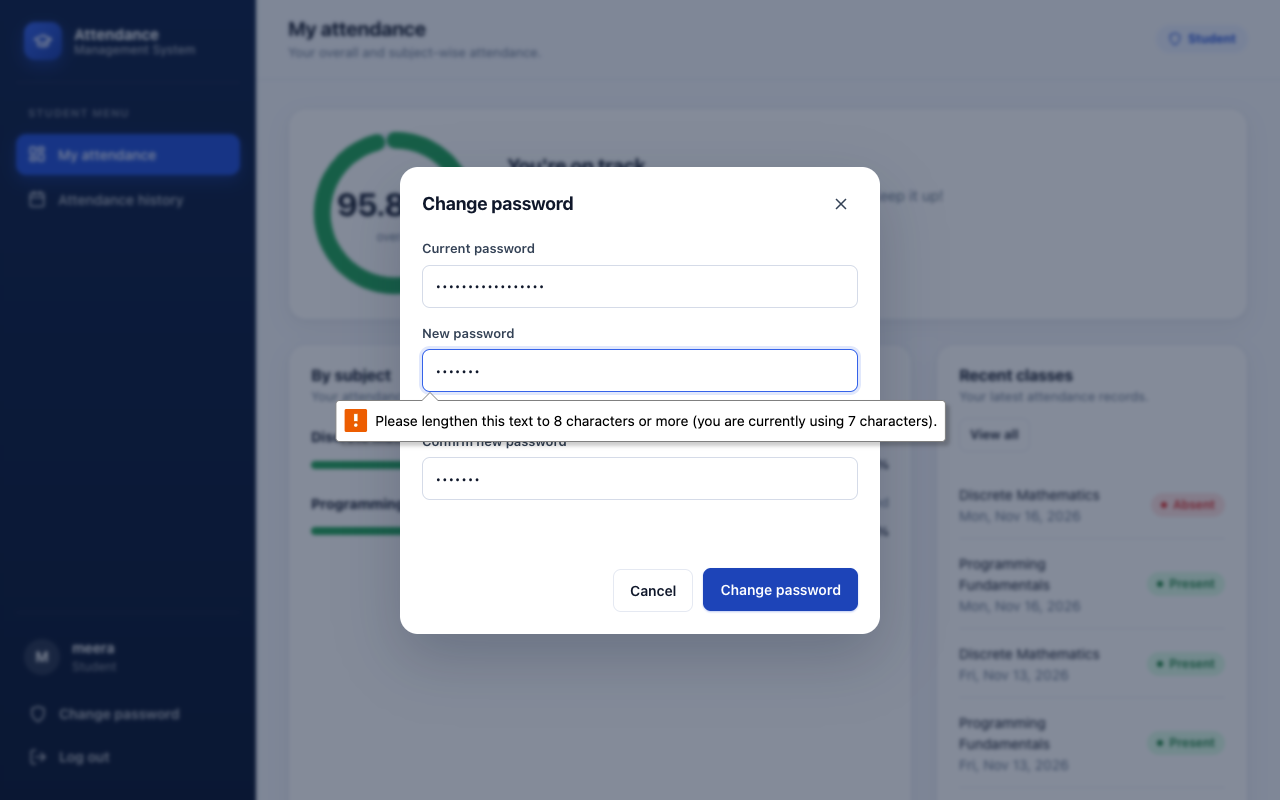 Attendance
Management System
STUDENT MENU
My attendance
Attendance history
meera
Student
Change password
Log out
My attendance
Your overall and subject-wise attendance.
Student
95.8
You're on track
eep it up!
By subject
Programming
Recent classes
Your latest attendance records.
View all
Discrete Mathematics
Mon, Nov 16, 2026
Absent
Programming
Fundamentals
Mon, Nov 16, 2026
Present
Discrete Mathematics
Fri, Nov 13, 2026
Present
Programming
Fundamentals
Fri, Nov 13, 2026
Present
Change password
Current password
•••••••••••••••••
New password
•••••••
Please lengthen this text to 8 characters or more (you are currently using 7 characters).
Confirm new password
•••••••
Cancel
Change password